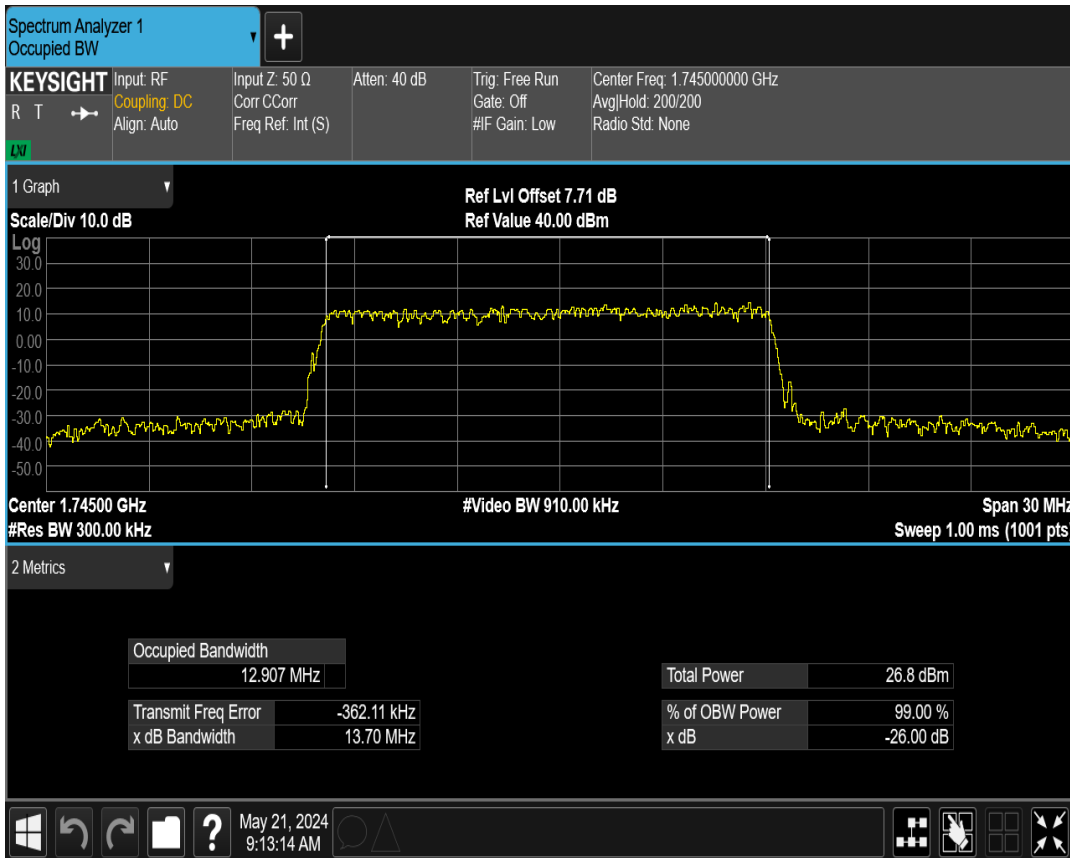 Spectrum Analyzer 1
Occupied BW
KEYSIGHT
R T
LXI
Input: RF
Coupling: DC
Align: Auto
Input Z: 50 Ω
Corr CCorr
Freq Ref: Int (S)
Atten: 40 dB
Trig: Free Run
Gate: Off
#IF Gain: Low
Center Freq: 1.745000000 GHz
Avg|Hold: 200/200
Radio Std: None
1 Graph
Scale/Div 10.0 dB
Ref Lvl Offset 7.71 dB
Ref Value 40.00 dBm
Log
30.0
20.0
10.0
0.00
-10.0
-20.0
-30.0
-40.0
-50.0
Center 1.74500 GHz
#Video BW 910.00 kHz
Span 30 MHz
#Res BW 300.00 kHz
Sweep 1.00 ms (1001 pts)
2 Metrics
Occupied Bandwidth
12.907 MHz
Total Power 26.8 dBm
Transmit Freq Error -362.11 kHz
% of OBW Power 99.00 %
x dB Bandwidth 13.70 MHz
x dB -26.00 dB
?
May 21, 2024
9:13:14 AM